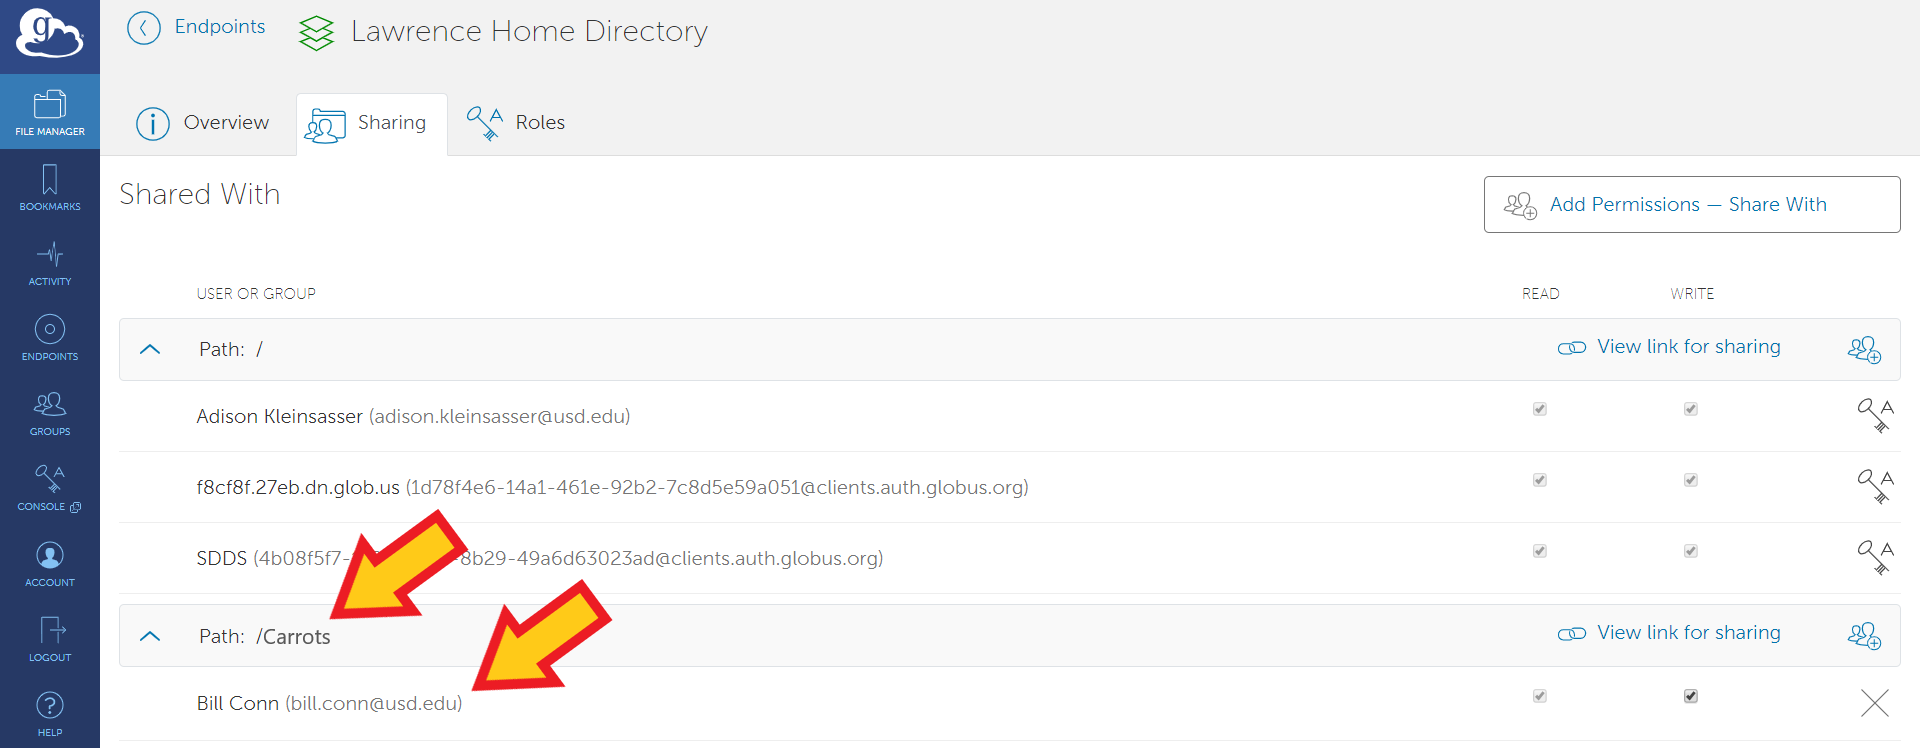 g
Endpoints
Lawrence Home Directory
FILE MANAGER
Overview
Sharing
Roles
Shared With
Add Permissions — Share With
BOOKMARKS
ACTIVITY
USER OR GROUP READ WRITE
ENDPOINTS
Path: / View link for sharing
GROUPS
Adison Kleinsasser (adison.kleinsasser@usd.edu)
CONSOLE
f8cf8f.27eb.dn.glob.us (1d78f4e6-14a1-461e-92b2-7c8d5e59a051@clients.auth.globus.org)
ACCOUNT
SDDS (4b08f5f7- -8b29-49a6d63023ad@clients.auth.globus.org)
LOGOUT
Path: /Carrots View link for sharing
HELP
Bill Conn (bill.conn@usd.edu)